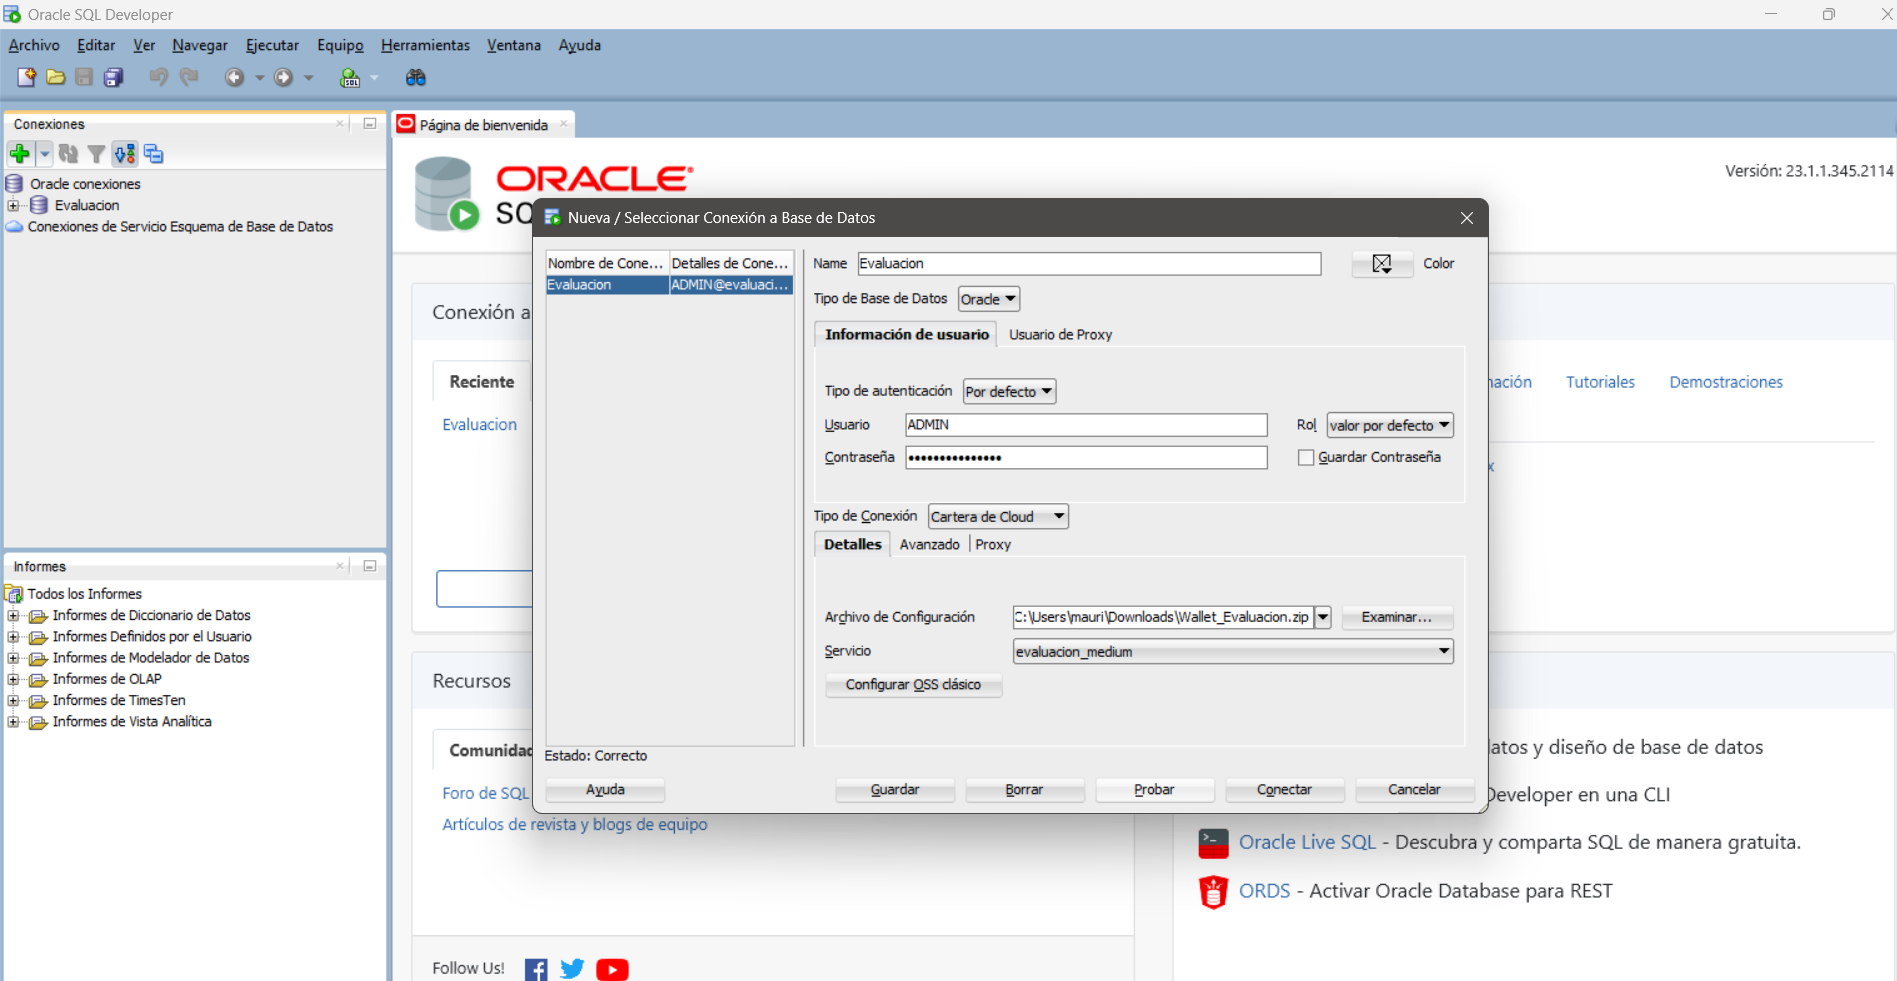 Oracle SQL Developer
Archivo Editar Ver Navegar Ejecutar Equipo Herramientas Ventana Ayuda
Conexiones
Oracle conexiones
Evaluacion
Conexiones de Servicio Esquema de Base de Datos
Informes
Todos los Informes
Informes de Diccionario de Datos
Informes Definidos por el Usuario
Informes de Modelador de Datos
Informes de OLAP
Informes de TimesTen
Informes de Vista Analítica
Página de bienvenida
ORACLE
Versión: 23.1.1.345.2114
Conexión a
Reciente
Evaluacion
Tutoriales Demostraciones
Recursos
Comunidad
Foro de SQL
Artículos de revista y blogs de equipo
Follow Us!
y diseño de base de datos
Developer en una CLI
Oracle Live SQL - Descubra y comparta SQL de manera gratuita.
ORDS - Activar Oracle Database para REST
Nueva / Seleccionar Conexión a Base de Datos
Nombre de Cone... Detalles de Cone...
Evaluacion ADMIN@evaluaci...
Name Evaluacion Color
Tipo de Base de Datos Oracle
Información de usuario Usuario de Proxy
Tipo de autenticación Por defecto
Usuario ADMIN Rol valor por defecto
Contraseña ••••••••••••••• Guardar Contraseña
Tipo de Conexión Cartera de Cloud
Detalles Avanzado Proxy
Archivo de Configuración C:\Users\mauri\Downloads\Wallet_Evaluacion.zip Examinar...
Servicio evaluacion_medium
Configurar OSS clásico
Estado: Correcto
Ayuda Guardar Borrar Probar Conectar Cancelar